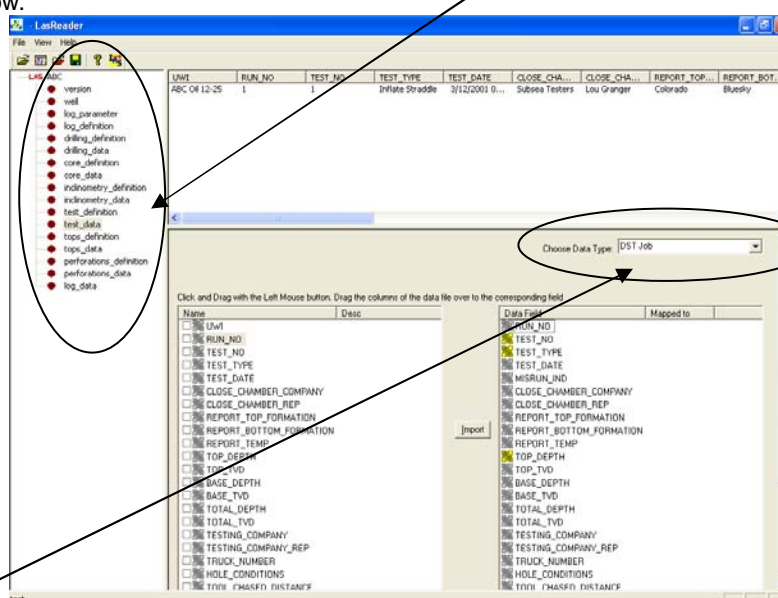 ow.
- LasReader
File View Help
LAS ABC
version
well
log_parameter
log_definition
drilling_definition
drilling_data
core_definition
core_data
inclinometry_definition
inclinometry_data
test_definition
test_data
tops_definition
tops_data
perforations_definition
perforations_data
log_data
UWI RUN_NO TEST_NO TEST_TYPE TEST_DATE CLOSE_CHA... CLOSE_CHA... REPORT_TOP... REPORT_BOT...
ABC Oil 12-25 1 1 Inflate Straddle 3/12/2001 0... Subsea Testers Lou Granger Colorado Bluesky
Choose Data Type: DST Job
Click and Drag with the Left Mouse button. Drag the columns of the data file over to the corresponding field
Name Desc
UWI
RUN_NO
TEST_NO
TEST_TYPE
TEST_DATE
CLOSE_CHAMBER_COMPANY
CLOSE_CHAMBER_REP
REPORT_TOP_FORMATION
REPORT_BOTTOM_FORMATION
REPORT_TEMP
TOP_DEPTH
TOP_TVD
BASE_DEPTH
BASE_TVD
TOTAL_DEPTH
TOTAL_TVD
TESTING_COMPANY
TESTING_COMPANY_REP
TRUCK_NUMBER
HOLE_CONDITIONS
TOOL_CHASED_DISTANCE
Import
Data Field Mapped to
RUN_NO
TEST_NO
TEST_TYPE
TEST_DATE
MISRUN_IND
CLOSE_CHAMBER_COMPANY
CLOSE_CHAMBER_REP
REPORT_TOP_FORMATION
REPORT_BOTTOM_FORMATION
REPORT_TEMP
TOP_DEPTH
TOP_TVD
BASE_DEPTH
BASE_TVD
TOTAL_DEPTH
TOTAL_TVD
TESTING_COMPANY
TESTING_COMPANY_REP
TRUCK_NUMBER
HOLE_CONDITIONS
TOOL_CHASED_DISTANCE